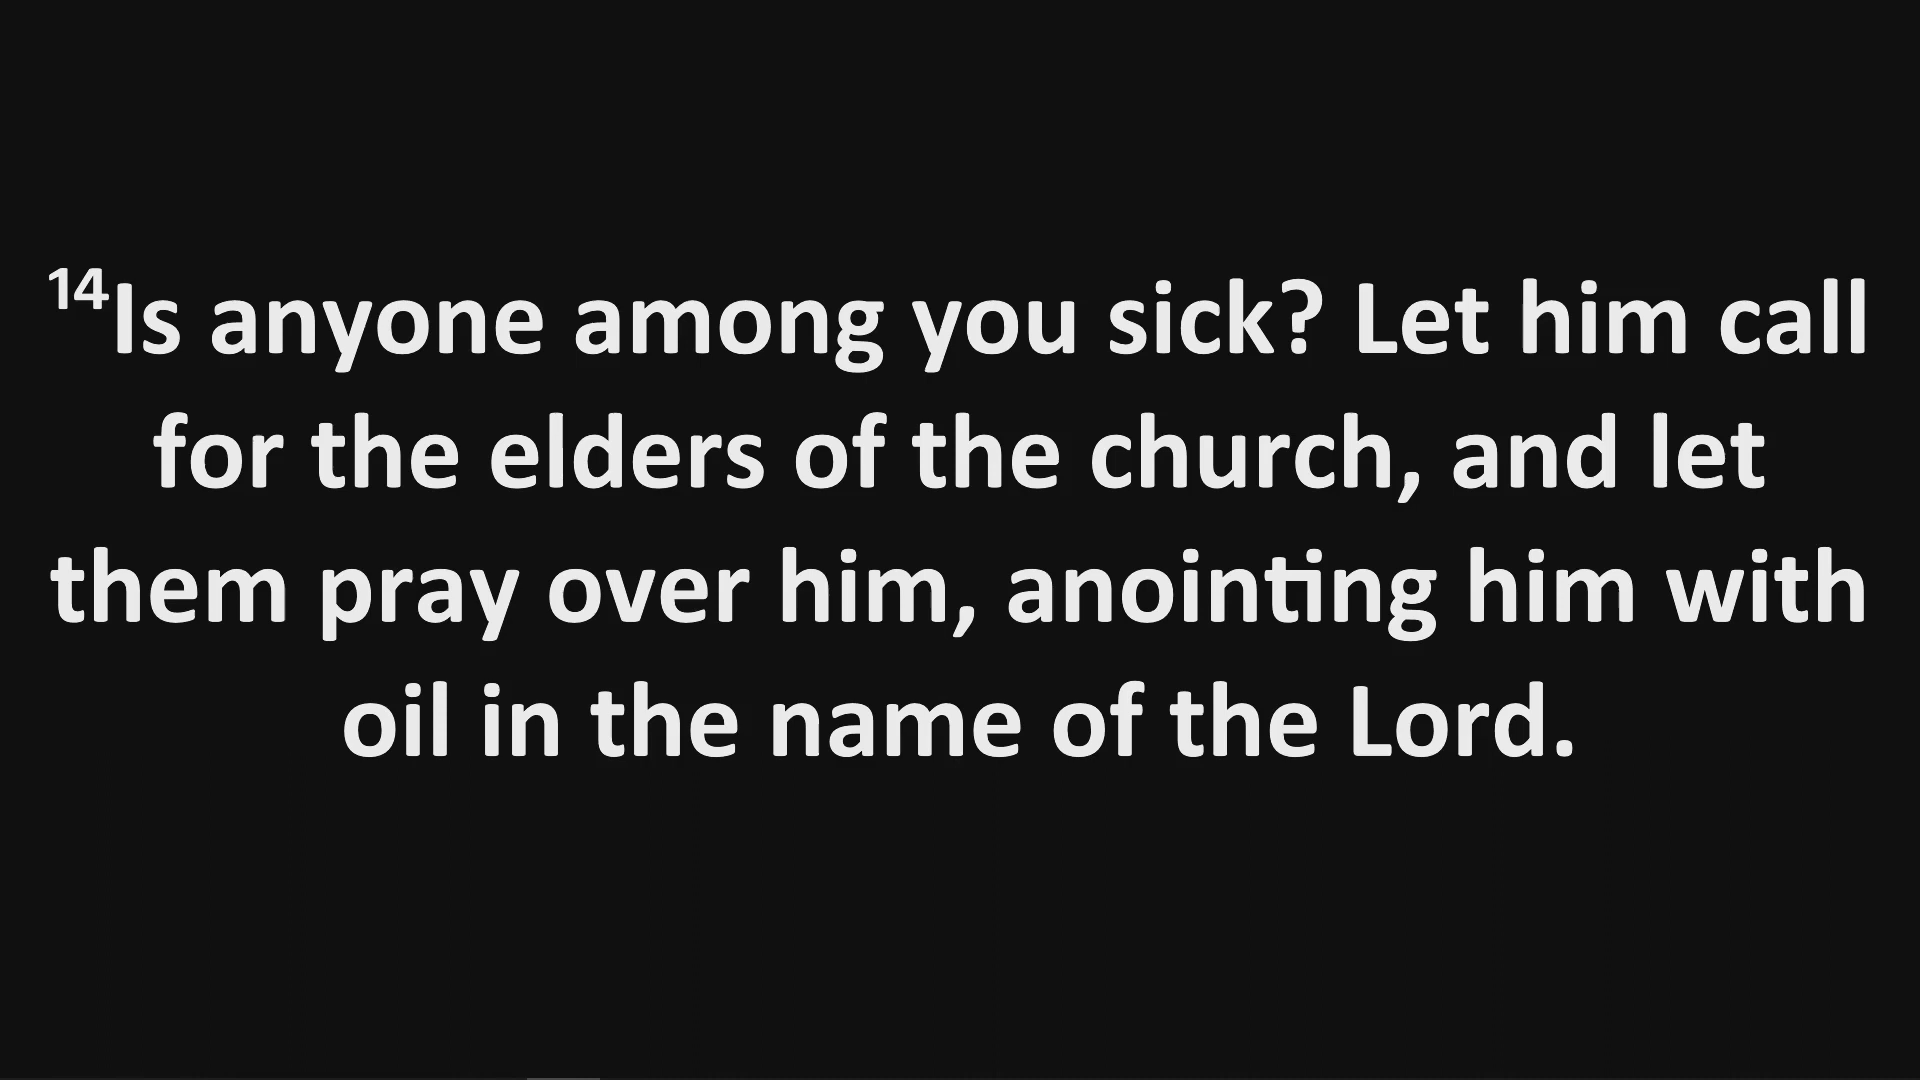 14Is anyone among you sick? Let him call
for the elders of the church, and let
them pray over him, anointing him with
oil in the name of the Lord.